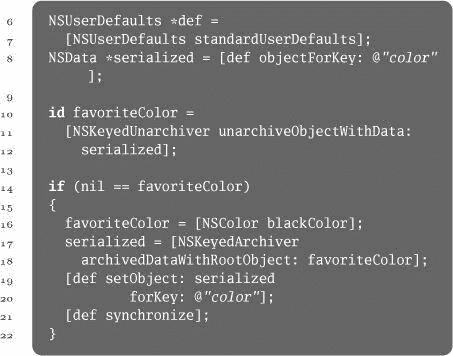 6 NSUserDefaults *def =
7   [NSUserDefaults standardUserDefaults];
8 NSData *serialized = [def objectForKey: @"color"
     ];
9
10 id favoriteColor =
11   [NSKeyedUnarchiver unarchiveObjectWithData:
12     serialized];
13
14 if (nil == favoriteColor)
15 {
16   favoriteColor = [NSColor blackColor];
17   serialized = [NSKeyedArchiver
18     archivedDataWithRootObject: favoriteColor];
19   [def setObject: serialized
20           forKey: @"color"];
21   [def synchronize];
22 }